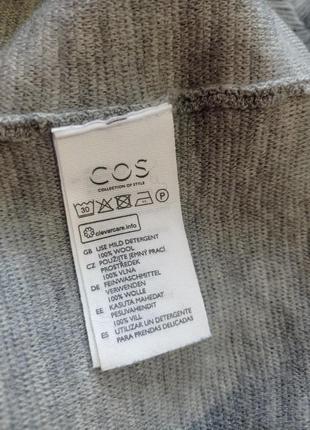 COS
COLLECTION OF STYLE
30 P
clevercare.info
GB USE MILD DETERGENT
100% WOOL
CZ POUŽIJTE JEMNÝ PRACÍ
PROSTŘEDEK
100% VLNA
DE FEINWASCHMITTEL
VERWENDEN
100% WOLLE
EE KASUTA MAHEDAT
PESUVAHENDIT
100% VILL
ES UTILIZAR UN DETERGENTE
PARA PRENDAS DELICADAS